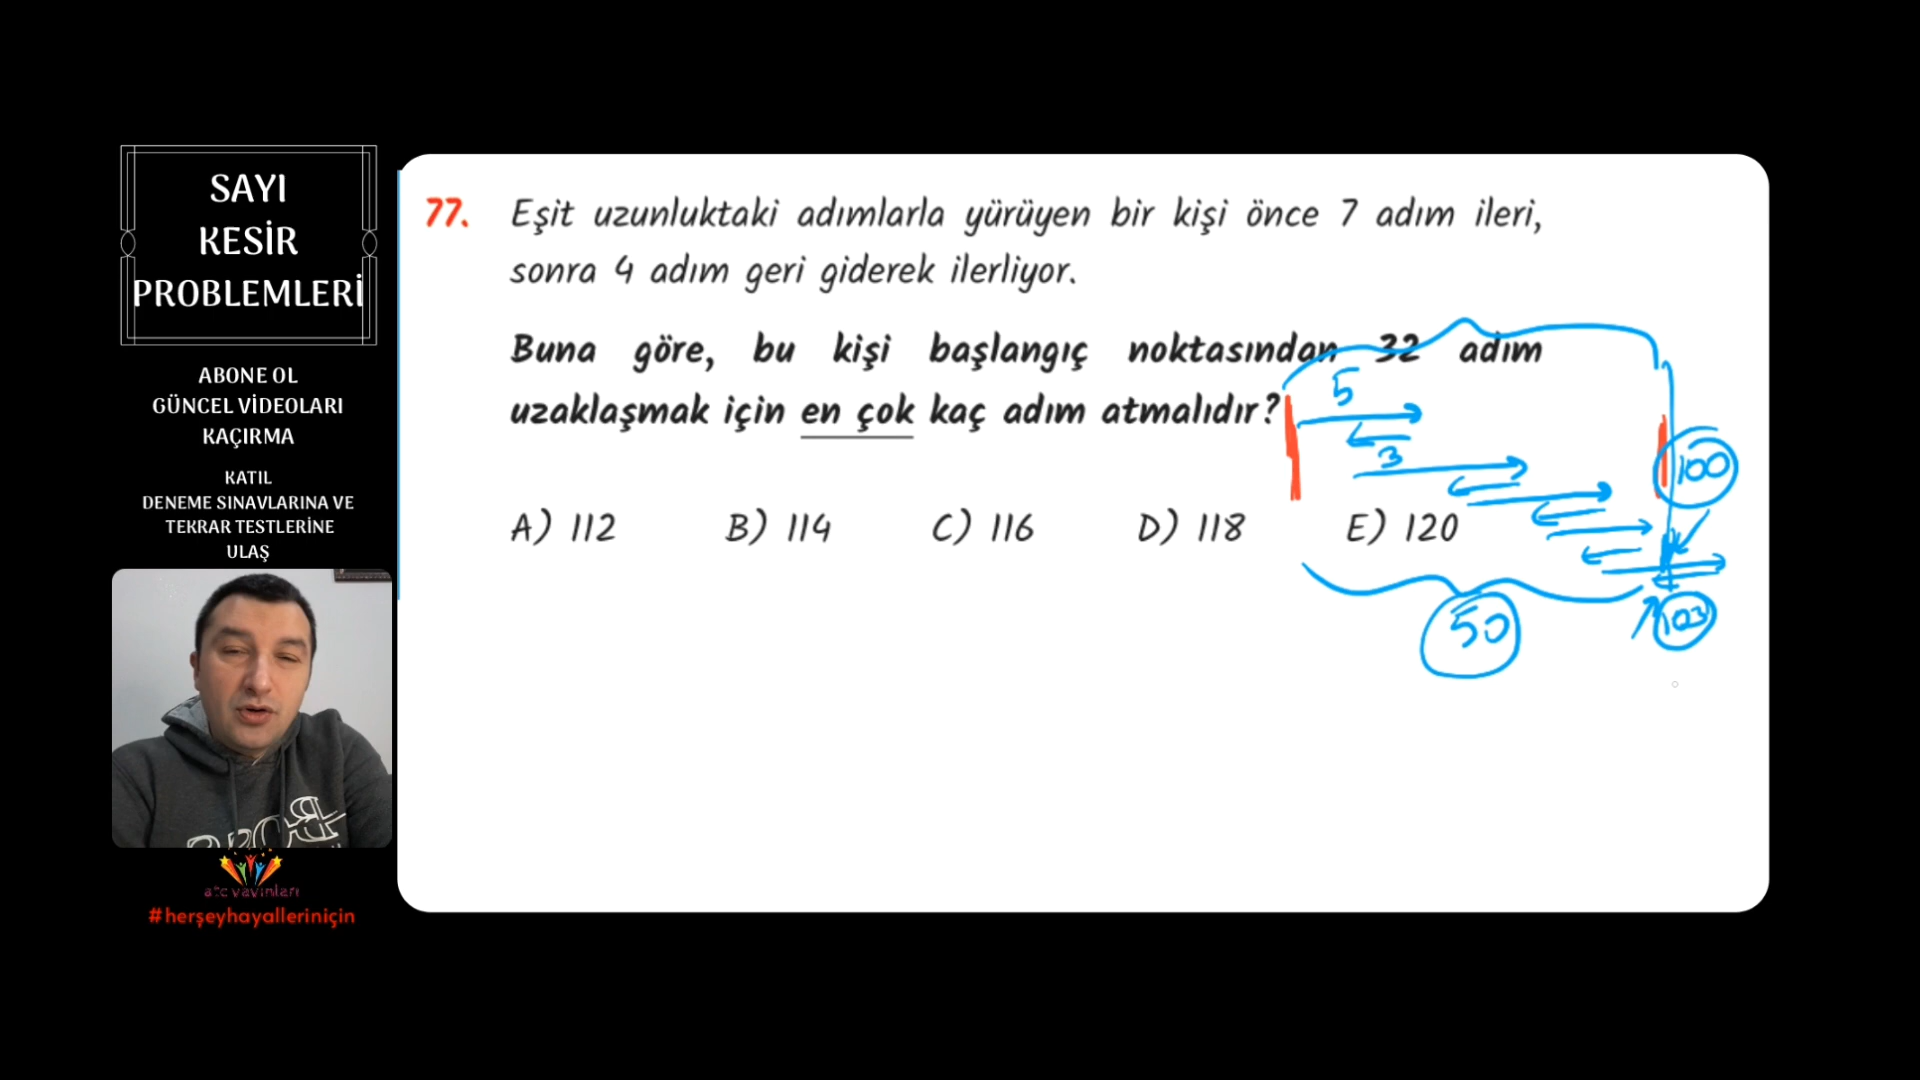 SAYI
KESİR
PROBLEMLERİ
ABONE OL
GÜNCEL VİDEOLARI
KAÇIRMA
KATIL
DENEME SINAVLARINA VE
TEKRAR TESTLERİNE
ULAŞ
atc yayınları
#herşeyhayalleriniçin
77. Eşit uzunluktaki adımlarla yürüyen bir kişi önce 7 adım ileri,
sonra 4 adım geri giderek ilerliyor.
Buna göre, bu kişi başlangıç noktasından 32 adım
uzaklaşmak için en çok kaç adım atmalıdır?
A) 112 B) 114 C) 116 D) 118 E) 120
5
3
100
50
103